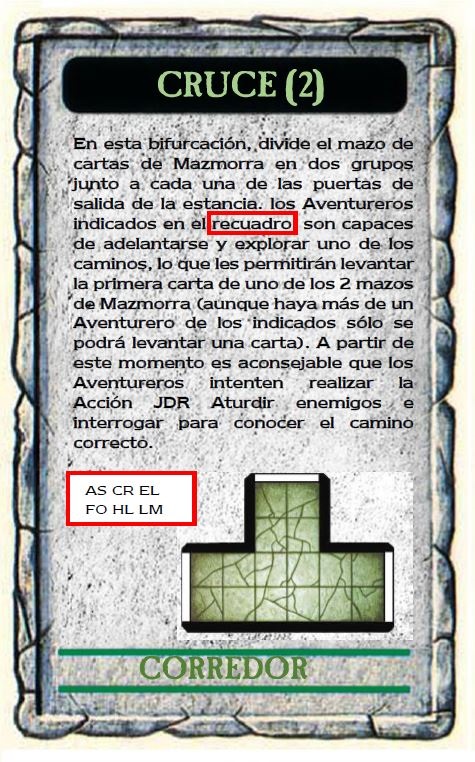 CRUCE (2)
En esta bifurcación, divide el mazo de
cartas de Mazmorra en dos grupos
junto a cada una de las puertas de
salida de la estancia. los Aventureros
indicados en el recuadro son capaces
de adelantarse y explorar uno de los
caminos, lo que les permitirán levantar
la primera carta de uno de los 2 mazos
de Mazmorra (aunque haya más de un
Aventurero de los indicados sólo se
podrá levantar una carta). A partir de
este momento es aconsejable que los
Aventureros intenten realizar la
Acción JDR Aturdir enemigos e
interrogar para conocer el camino
correcto.
AS CR EL
FO HL LM
CORREDOR